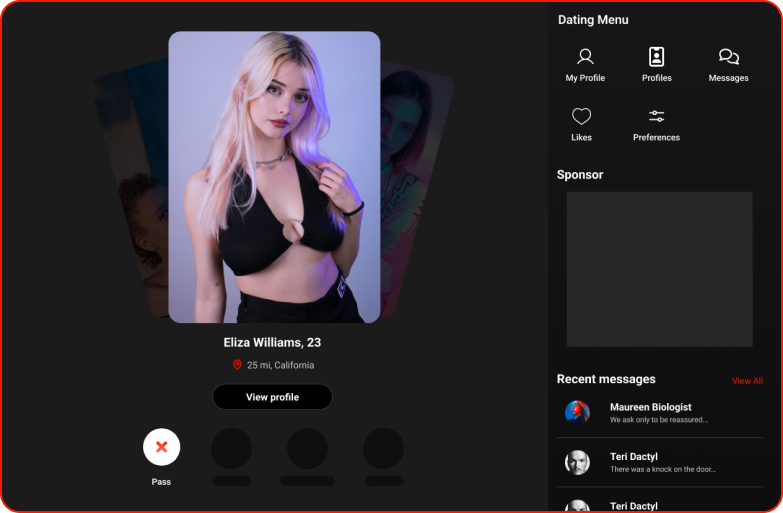 Dating Menu
My Profile
Profiles
Messages
Likes
Preferences
Sponsor
Eliza Williams, 23
25 mi, California
View profile
Pass
Recent messages
View All
Maureen Biologist
We ask only to be reassured...
Teri Dactyl
There was a knock on the door...
Teri Dactyl